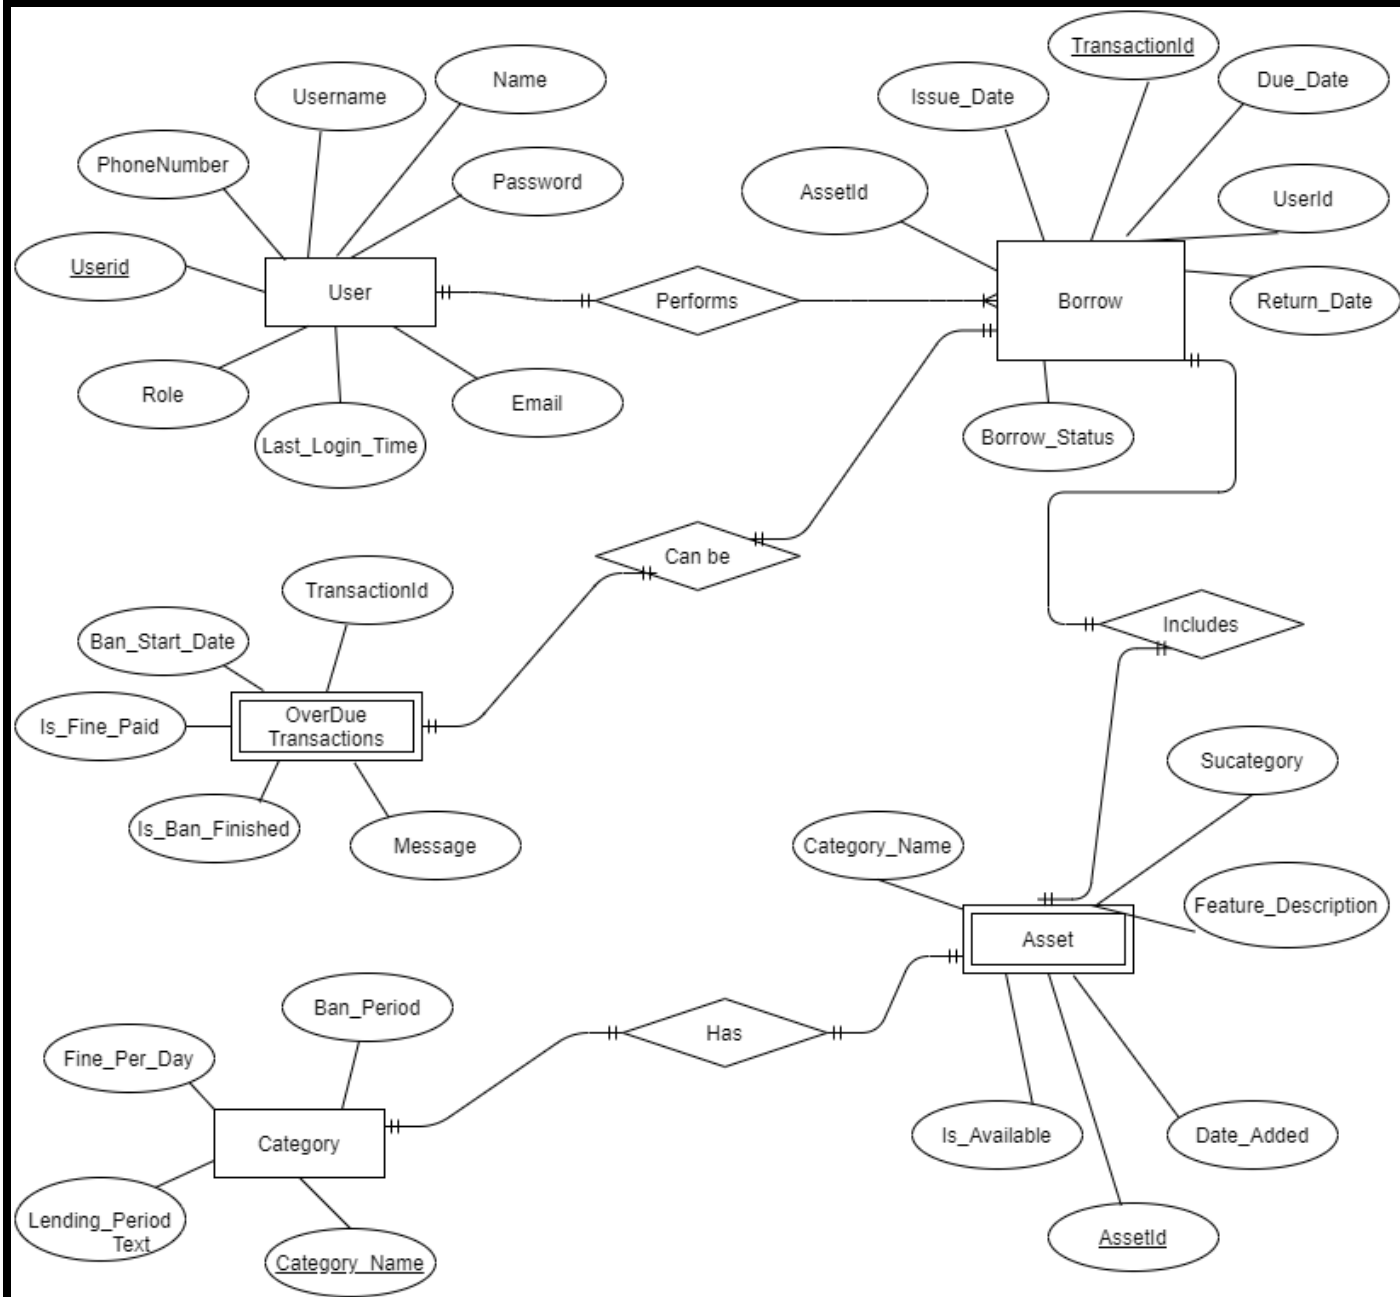 TransactionId
Name
Due_Date
Username
Issue_Date
PhoneNumber
Password
AssetId
UserId
Userid
User
Performs
Borrow
Return_Date
Role
Email
Last_Login_Time
Borrow_Status
Can be
TransactionId
Includes
Ban_Start_Date
OverDue
Transactions
Is_Fine_Paid
Sucategory
Is_Ban_Finished
Message
Category_Name
Feature_Description
Asset
Ban_Period
Has
Fine_Per_Day
Category
Is_Available
Date_Added
Lending_Period
Text
AssetId
Category_Name